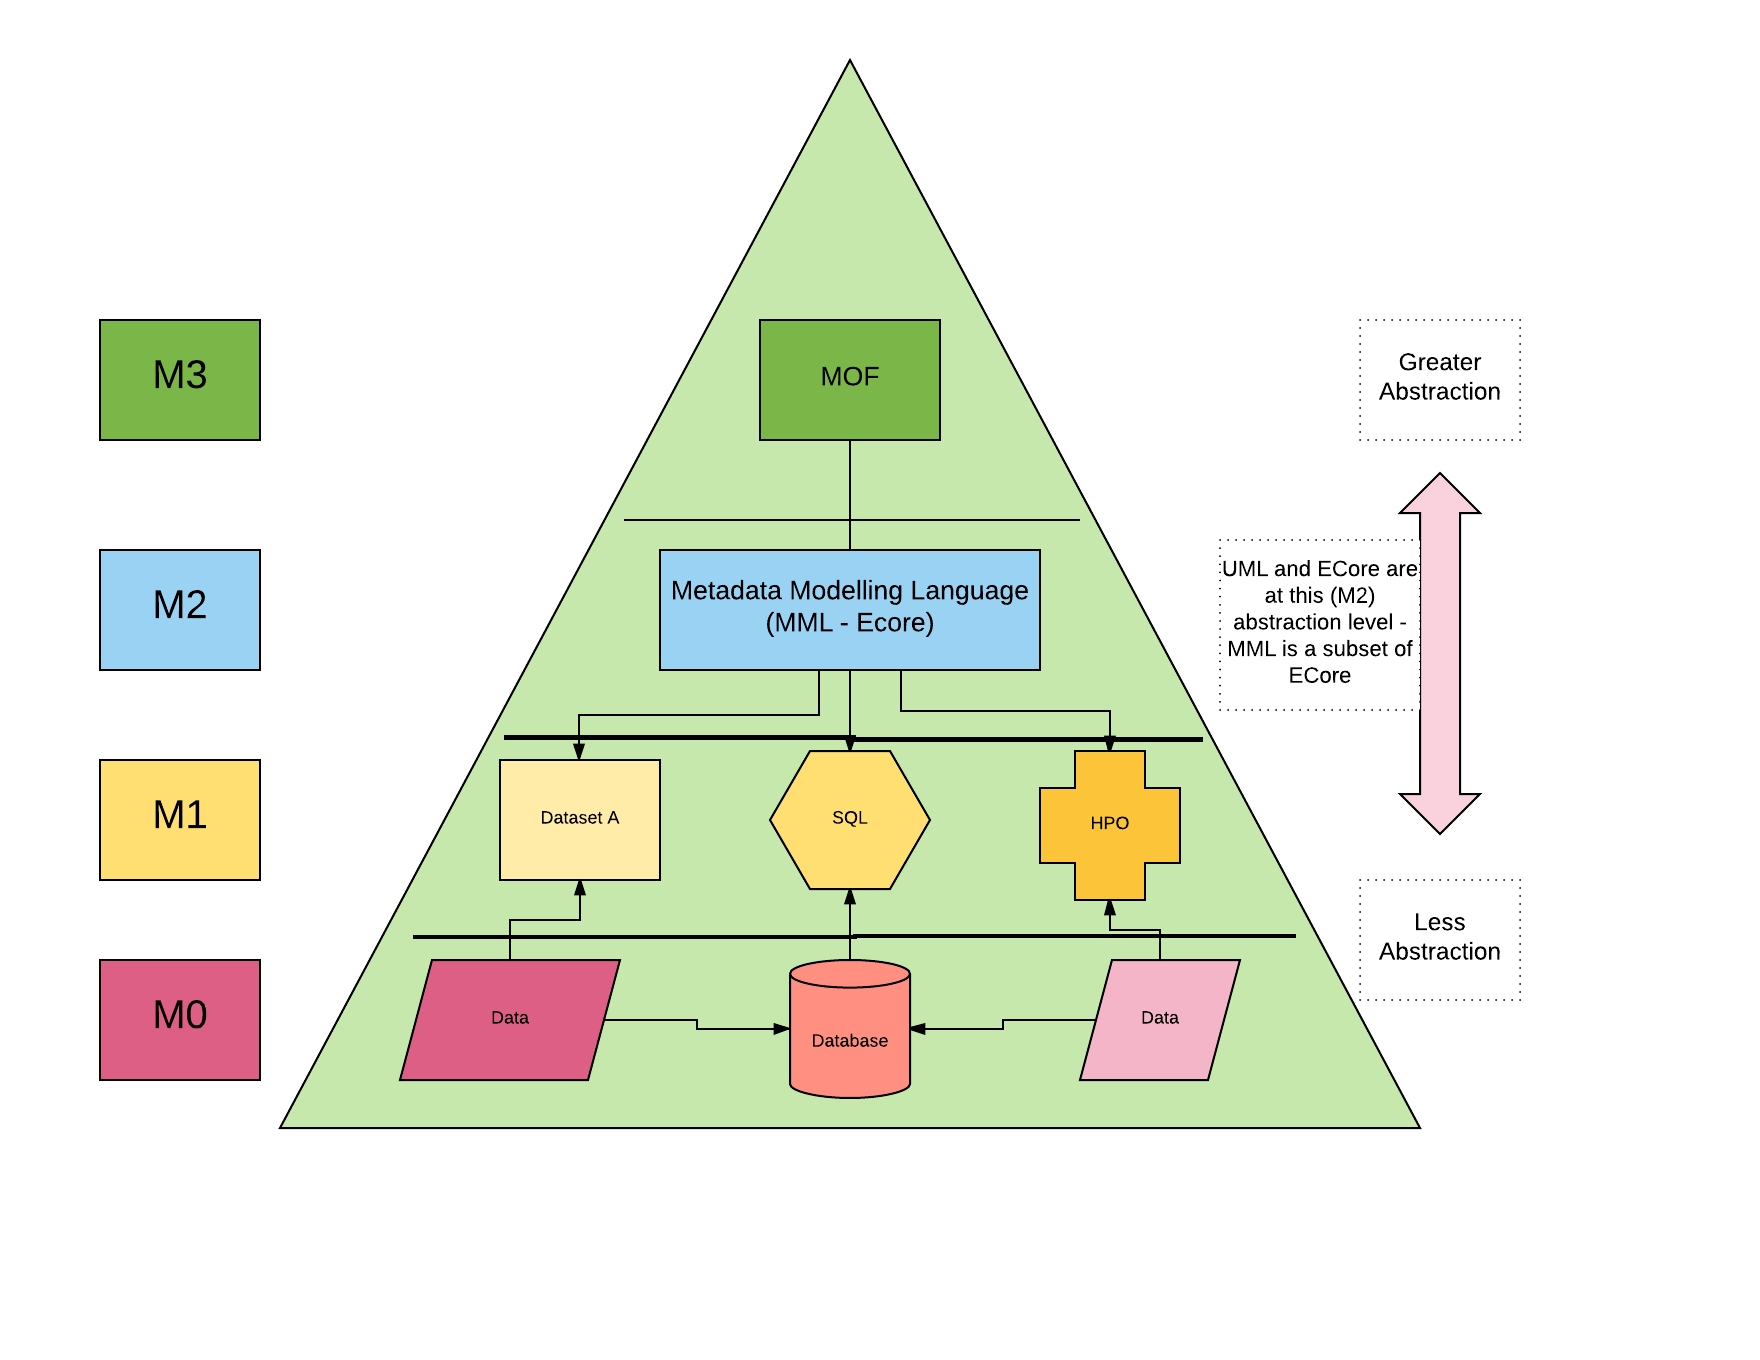 M3
MOF
Greater
Abstraction
M2
Metadata Modelling Language
(MML - Ecore)
UML and ECore are
at this (M2)
abstraction level -
MML is a subset of
ECore
M1
Dataset A
SQL
HPO
Less
Abstraction
M0
Data
Database
Data